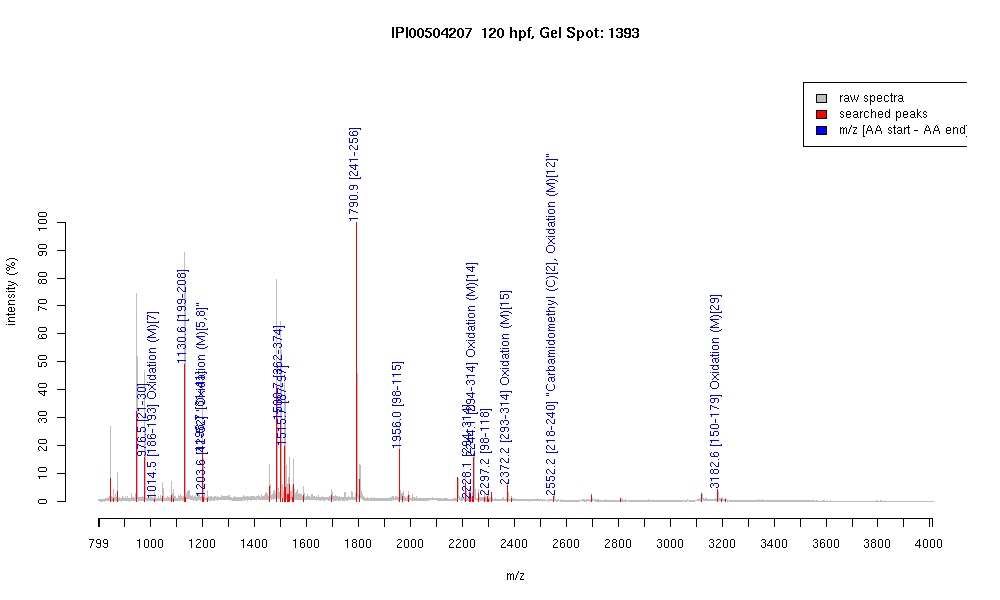 IPI00504207 120 hpf, Gel Spot: 1393
raw spectra
searched peaks
m/z [AA start - AA end]
intensity (%)
0
10
20
30
40
50
60
70
80
90
100
976.5 [21-30]
1014.5 [186-193] Oxidation (M)[7]
1130.6 [199-208]
1790.9 [241-256]
1956.0 [98-115]
2297.2 [98-118]
2372.2 [293-314] Oxidation (M)[15]
2552.2 [218-240] "Carbamidomethyl (C)[2], Oxidation (M)[12]"
3182.6 [150-179] Oxidation (M)[29]
799 1000 1200 1400 1600 1800 2000 2200 2400 2600 2800 3000 3200 3400 3600 3800 4000
m/z